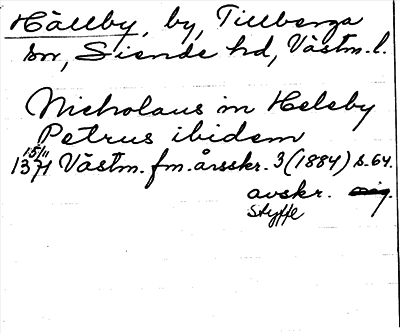 Hällby, by, Tillberga
sn, Siende hd, Västm. l.
Nicholaus in Helsby
Petrus ibidem
15/11
1371 Västm. fm. årsskr. 3 (1884) s. 64.
avskr. orig.
Styffe